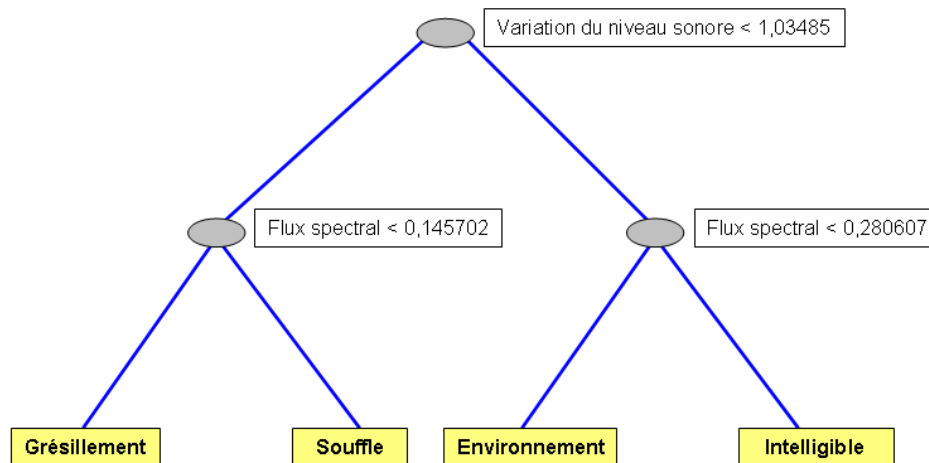 Variation du niveau sonore < 1,03485
Flux spectral < 0,145702
Flux spectral < 0,280607
Grésillement
Souffle
Environnement
Intelligible